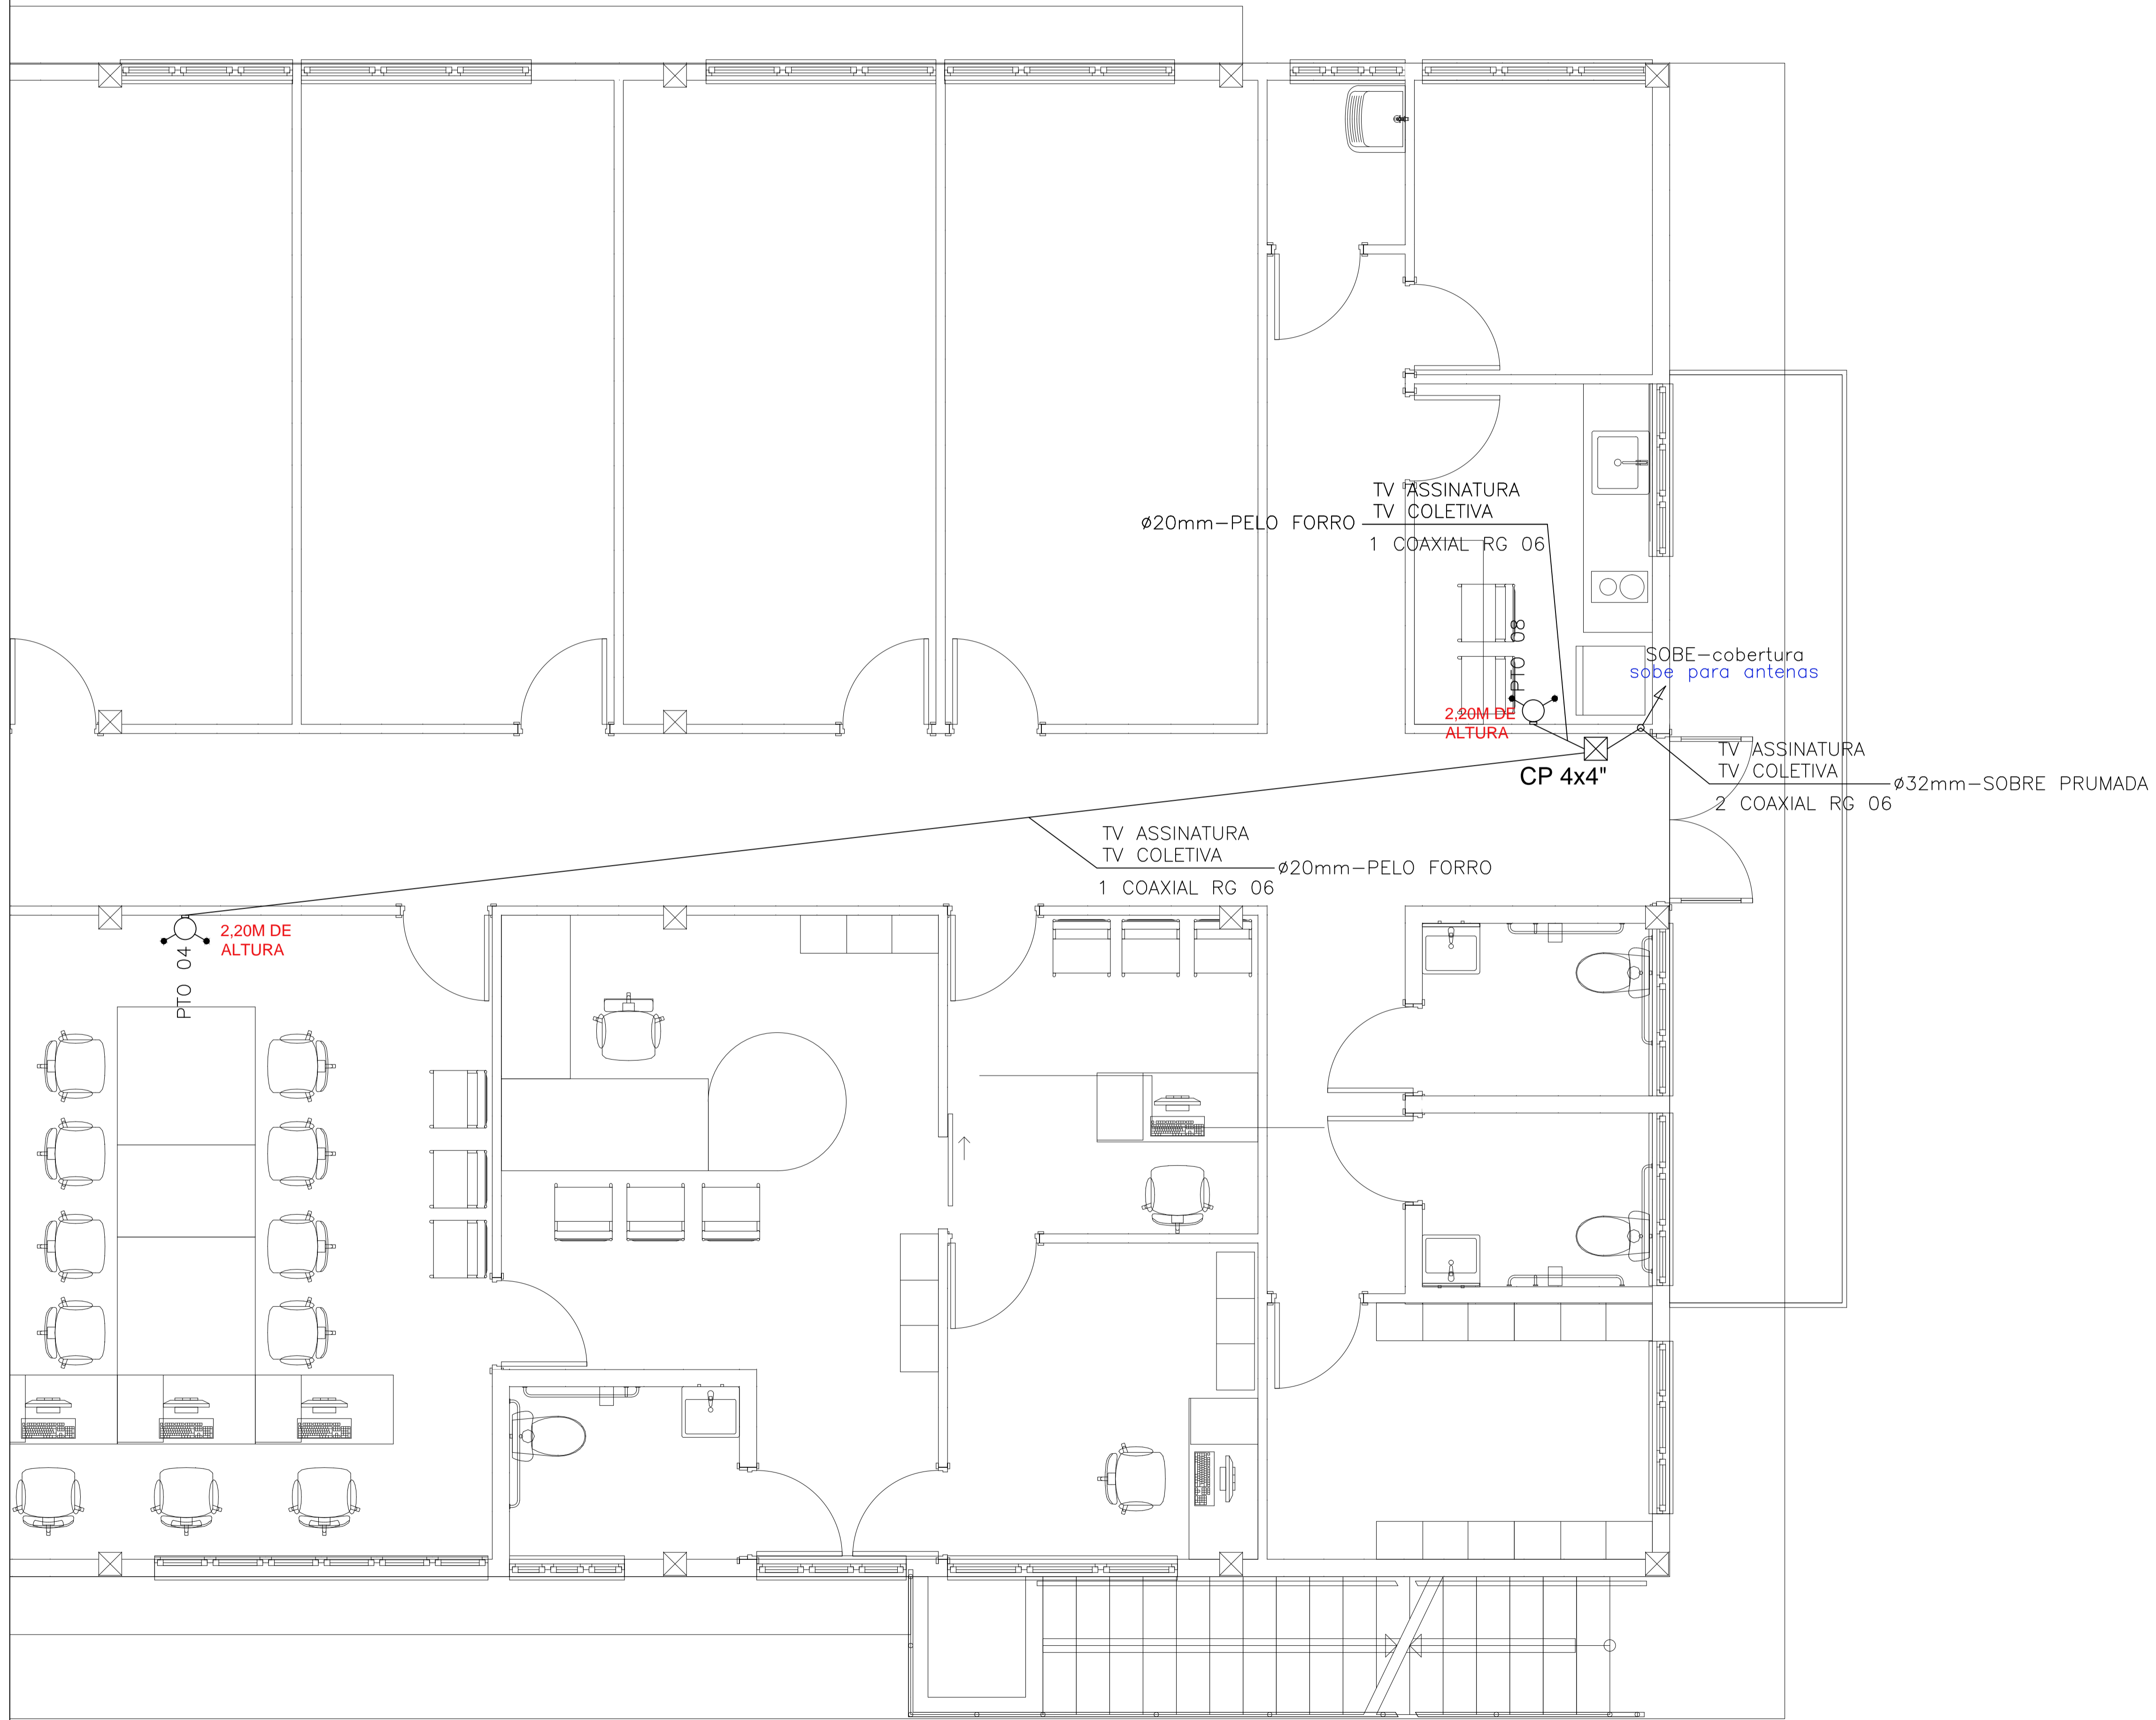 TV ASSINATURA
TV COLETIVA
ø20mm-PELO FORRO
1 COAXIAL RG 06
PTO 08
SOBE-cobertura
sobe para antenas
2,20M DE
ALTURA
CP 4x4"
TV ASSINATURA
TV COLETIVA
ø32mm-SOBRE PRUMADA
2 COAXIAL RG 06
TV ASSINATURA
TV COLETIVA
ø20mm-PELO FORRO
1 COAXIAL RG 06
2,20M DE
ALTURA
PTO 04